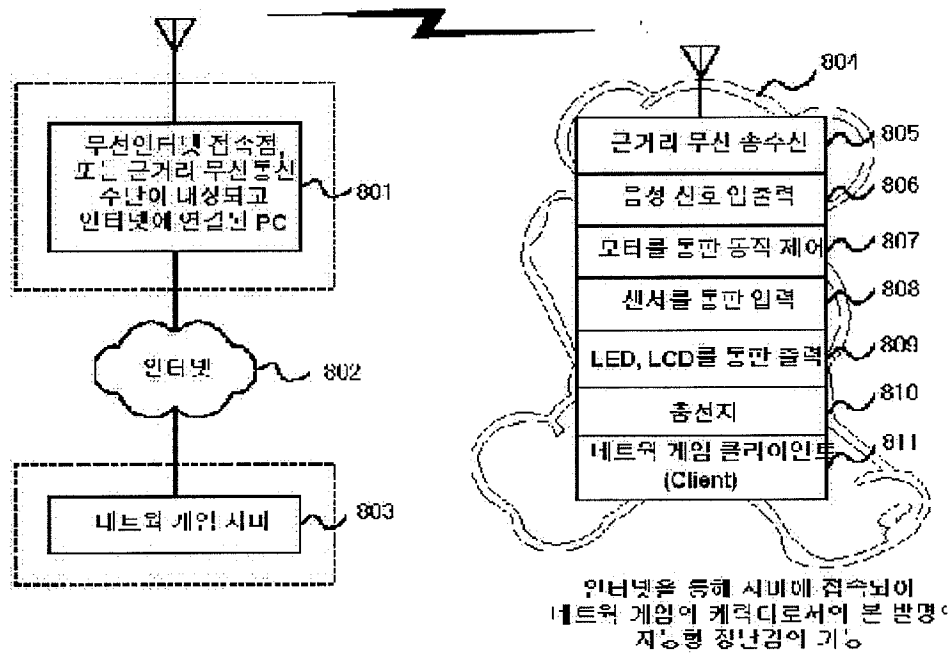 무선인터넷 접속점,
또는 근거리 무선통신
수단이 내장되고
인터넷에 연결된 PC
801
인터넷
802
네트웍 게임 서버
803
804
근거리 무선 송수신
805
음성 신호 입출력
806
모터를 통한 동작 제어
807
센서를 통한 입력
808
LED, LCD를 통한 출력
809
충전지
810
네트웍 게임 클라이언트
(Client)
811
인터넷을 통해 서버에 접속되어
네트웍 게임의 캐릭터로서의 본 발명의
지능형 장난감의 기능